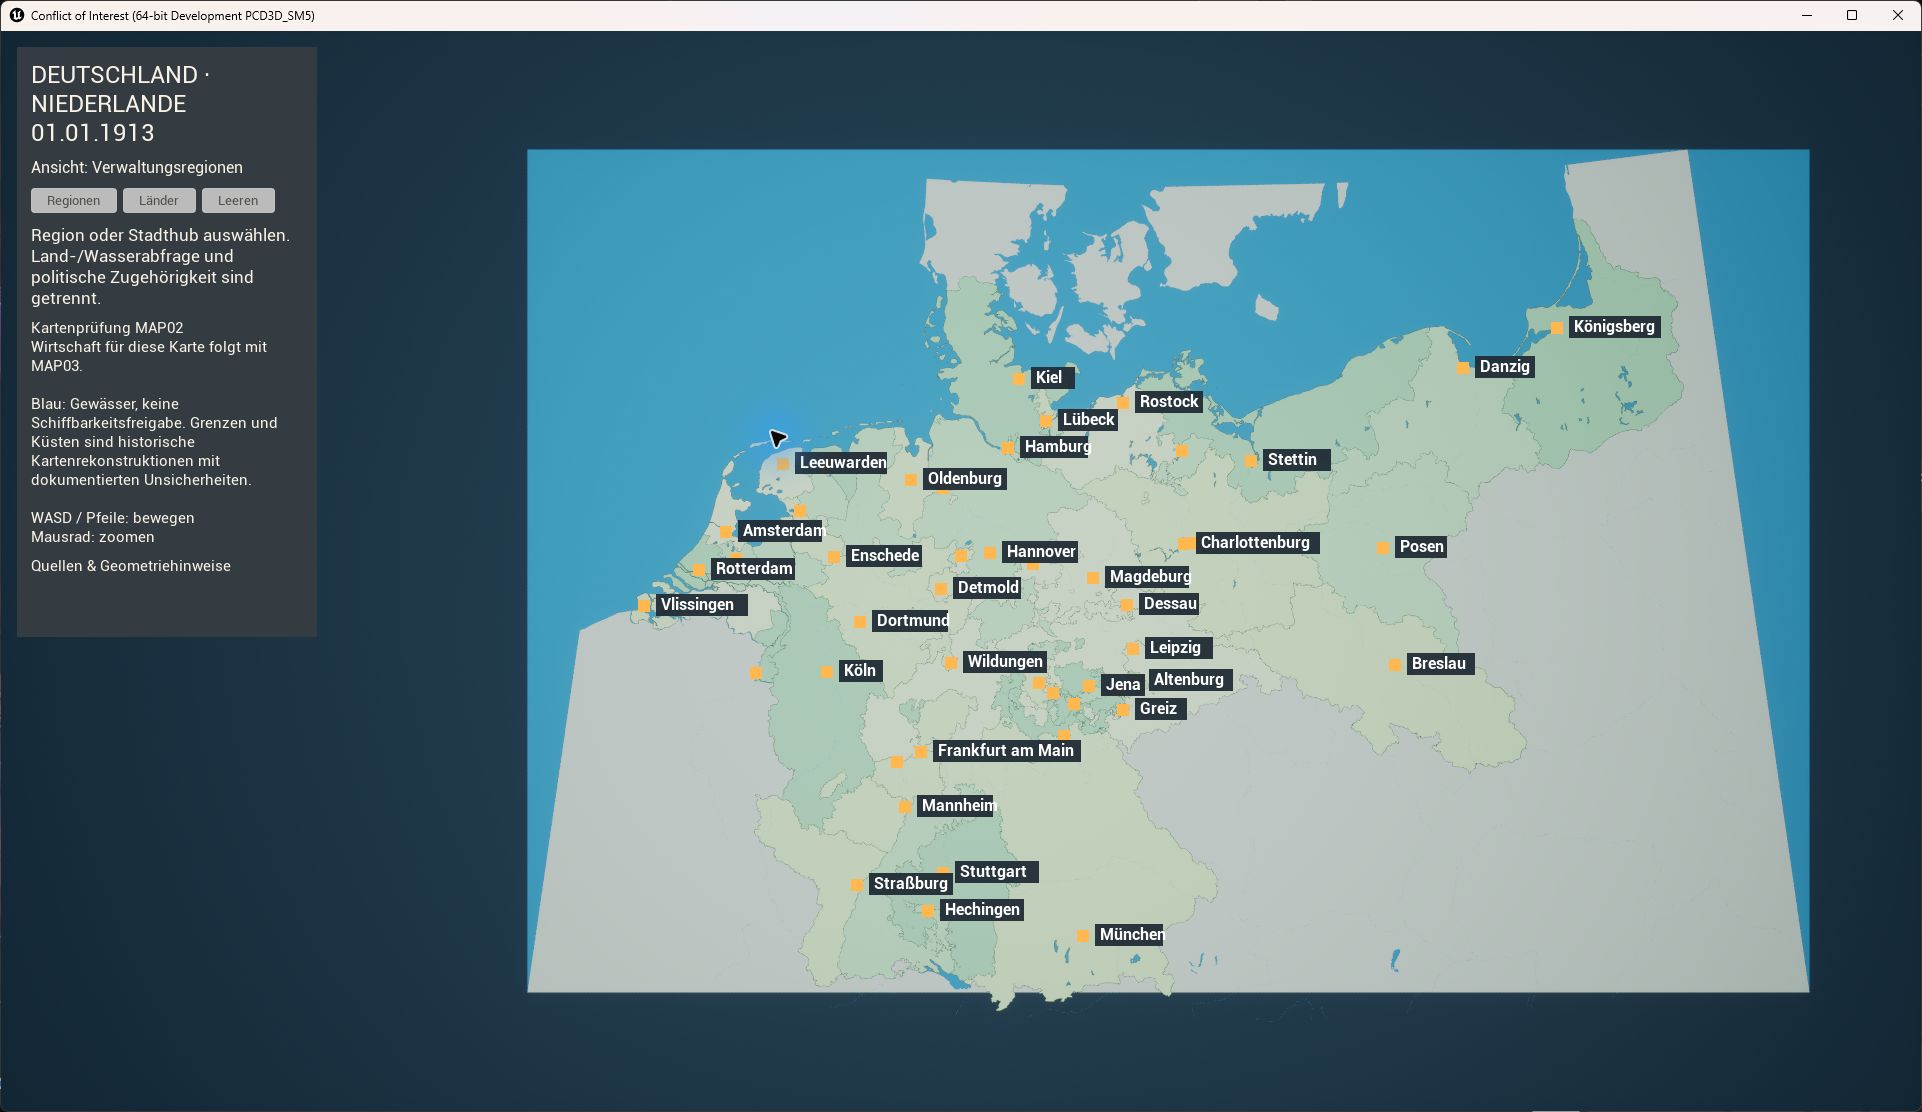 Conflict of Interest (64-bit Development PCD3D_SM5)
DEUTSCHLAND ·
NIEDERLANDE
01.01.1913
Ansicht: Verwaltungsregionen
Regionen
Länder
Leeren
Region oder Stadthub auswählen.
Land-/Wasserabfrage und
politische Zugehörigkeit sind
getrennt.
Kartenprüfung MAP02
Wirtschaft für diese Karte folgt mit
MAP03.
Blau: Gewässer, keine
Schiffbarkeitsfreigabe. Grenzen und
Küsten sind historische
Kartenrekonstruktionen mit
dokumentierten Unsicherheiten.
WASD / Pfeile: bewegen
Mausrad: zoomen
Quellen & Geometriehinweise
Königsberg
Danzig
Kiel
Rostock
Lübeck
Hamburg
Stettin
Leeuwarden
Oldenburg
Amsterdam
Charlottenburg
Posen
Hannover
Enschede
Rotterdam
Magdeburg
Detmold
Dessau
Vlissingen
Dortmund
Leipzig
Wildungen
Breslau
Köln
Altenburg
Jena
Greiz
Frankfurt am Main
Mannheim
Stuttgart
Straßburg
Hechingen
München